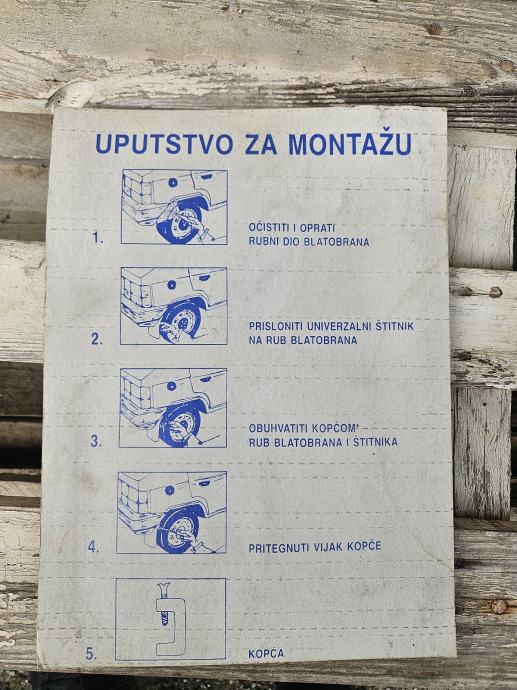 UPUTSTVO ZA MONTAŽU
1.
OČISTITI I OPRATI
RUBNI DIO BLATOBRANA
2.
PRISLONITI UNIVERZALNI ŠTITNIK
NA RUB BLATOBRANA
3.
OBUHVATITI KOPČOM*
RUB BLATOBRANA I ŠTITNIKA
4.
PRITEGNUTI VIJAK KOPČE
5.
KOPČA